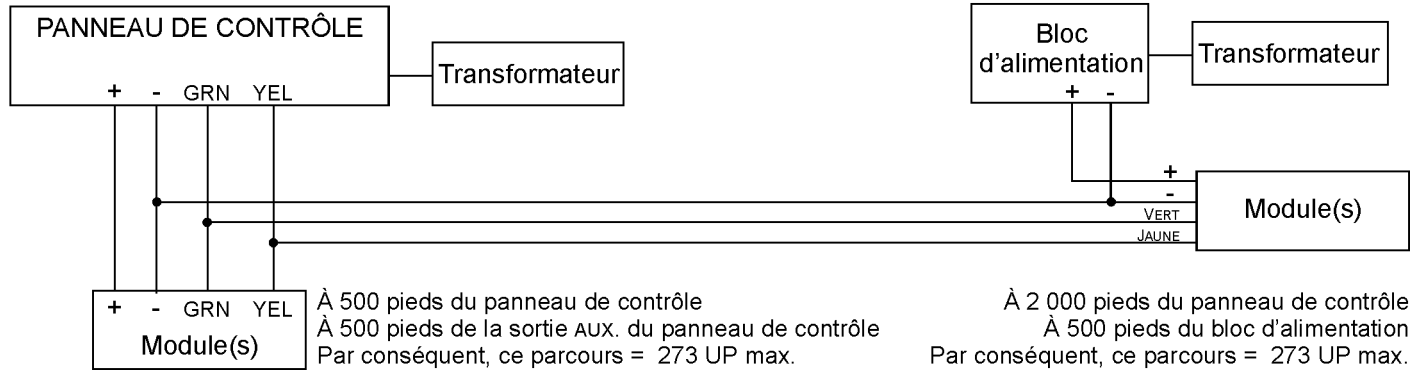 PANNEAU DE CONTRÔLE
+ - GRN YEL
Transformateur
Bloc
d'alimentation
+ -
Transformateur
+
-
VERT
JAUNE
Module(s)
+ - GRN YEL
Module(s)
À 500 pieds du panneau de contrôle
À 500 pieds de la sortie AUX. du panneau de contrôle
Par conséquent, ce parcours = 273 UP max.
À 2 000 pieds du panneau de contrôle
À 500 pieds du bloc d'alimentation
Par conséquent, ce parcours = 273 UP max.